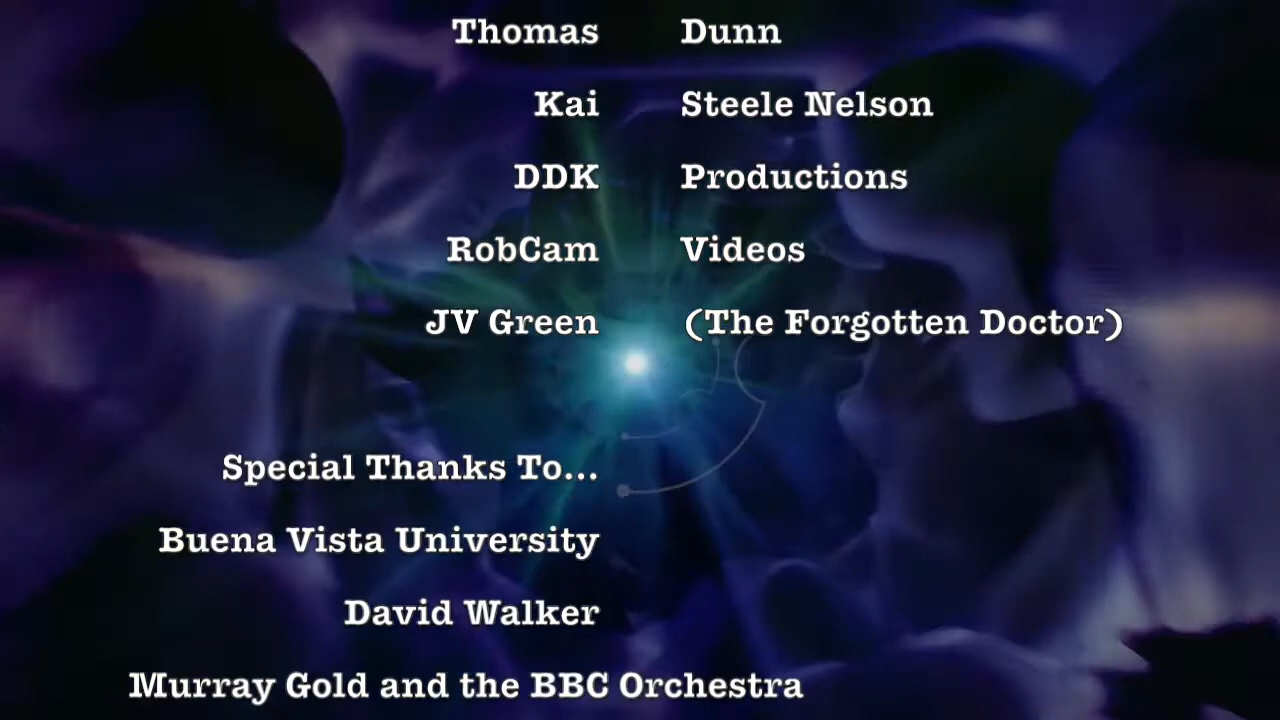 Thomas Dunn
Kai Steele Nelson
DDK Productions
RobCam Videos
JV Green (The Forgotten Doctor)
Special Thanks To...
Buena Vista University
David Walker
Murray Gold and the BBC Orchestra